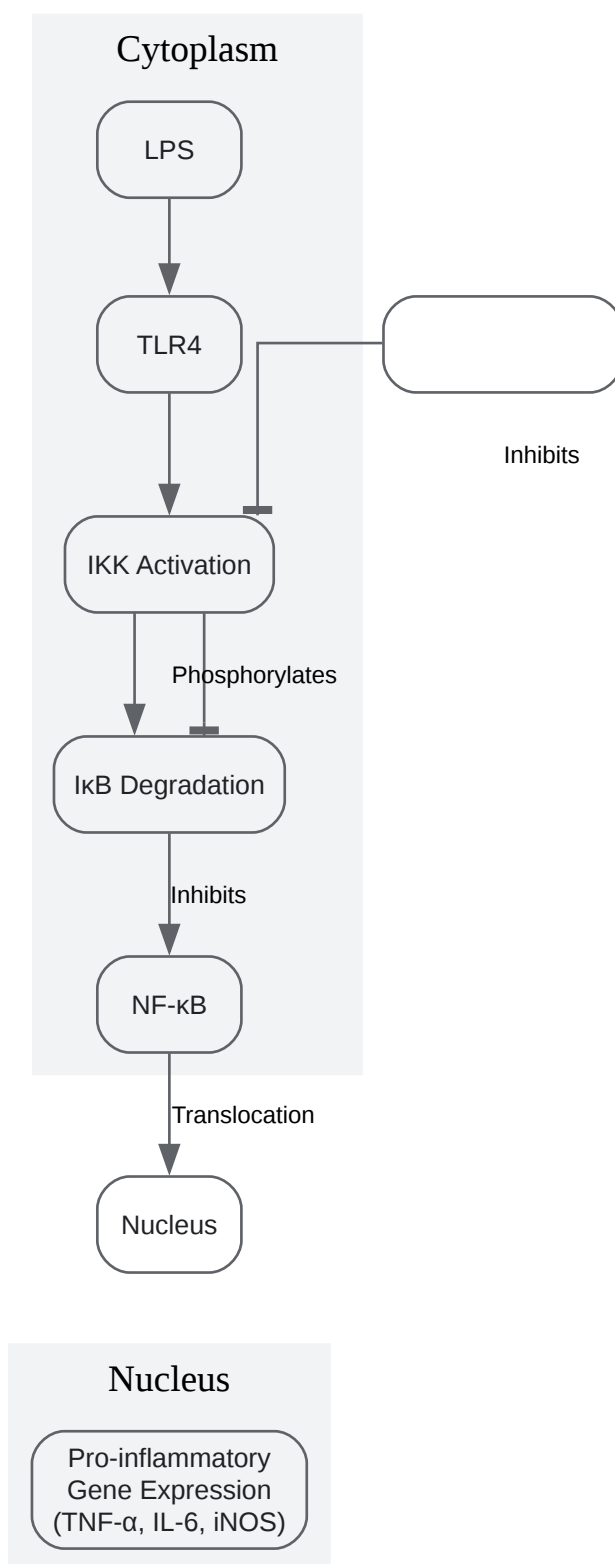 Cytoplasm
LPS
TLR4
Inhibits
IKK Activation
Phosphorylates
IκB Degradation
Inhibits
NF-κB
Translocation
Nucleus
Nucleus
Pro-inflammatory
Gene Expression
(TNF-α, IL-6, iNOS)